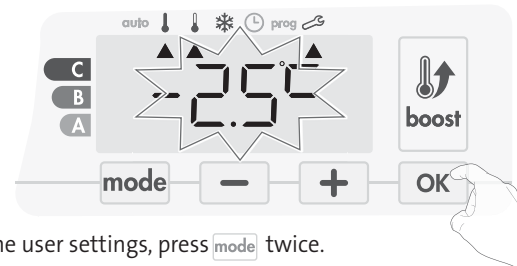 auto prog
-2.5°C
C
B
A
boost
mode - + OK
he user settings, press mode twice.